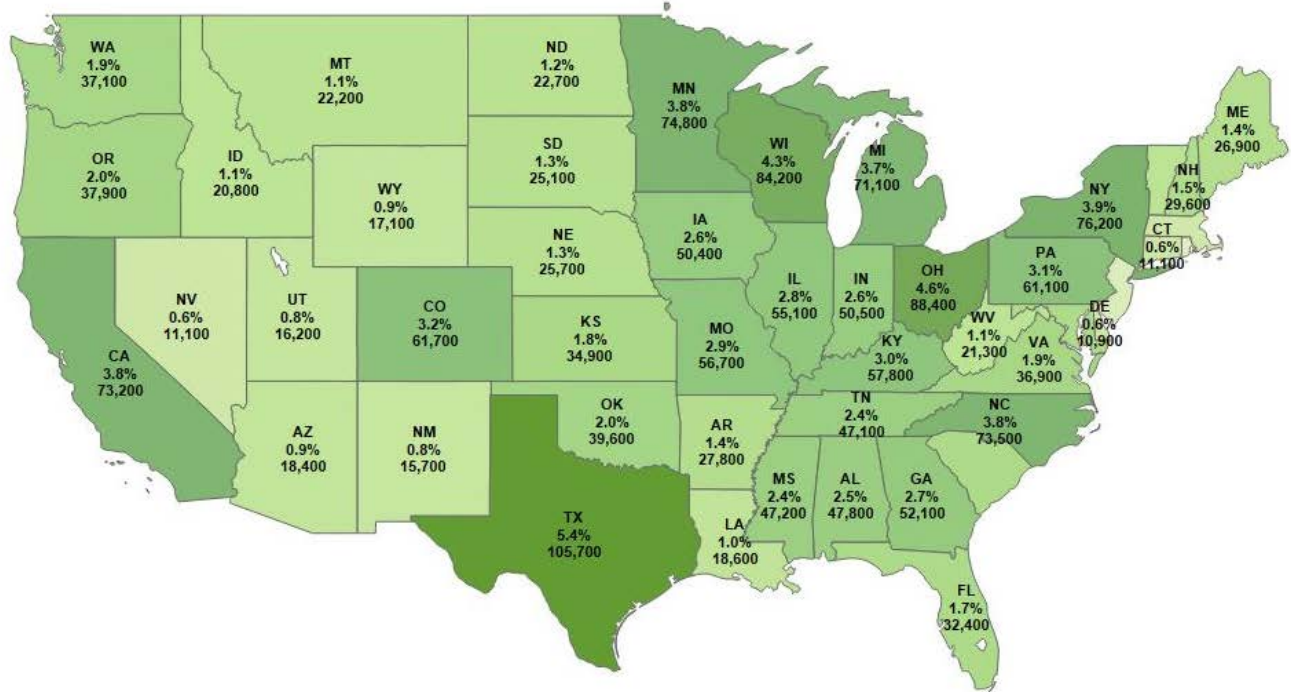 WA
1.9%
37,100
MT
1.1%
22,200
ND
1.2%
22,700
MN
3.8%
74,800
ME
1.4%
26,900
OR
2.0%
37,900
ID
1.1%
20,800
WY
0.9%
17,100
SD
1.3%
25,100
WI
4.3%
84,200
MI
3.7%
71,100
NY
3.9%
76,200
NH
1.5%
29,600
CT
0.6%
11,100
NE
1.3%
25,700
IA
2.6%
50,400
PA
3.1%
61,100
NV
0.6%
11,100
UT
0.8%
16,200
CO
3.2%
61,700
IL
2.8%
55,100
IN
2.6%
50,500
OH
4.6%
88,400
DE
0.6%
10,900
CA
3.8%
73,200
KS
1.8%
34,900
MO
2.9%
56,700
KY
3.0%
57,800
WV
1.1%
21,300
VA
1.9%
36,900
AZ
0.9%
18,400
NM
0.8%
15,700
OK
2.0%
39,600
AR
1.4%
27,800
TN
2.4%
47,100
NC
3.8%
73,500
TX
5.4%
105,700
LA
1.0%
18,600
MS
2.4%
47,200
AL
2.5%
47,800
GA
2.7%
52,100
FL
1.7%
32,400